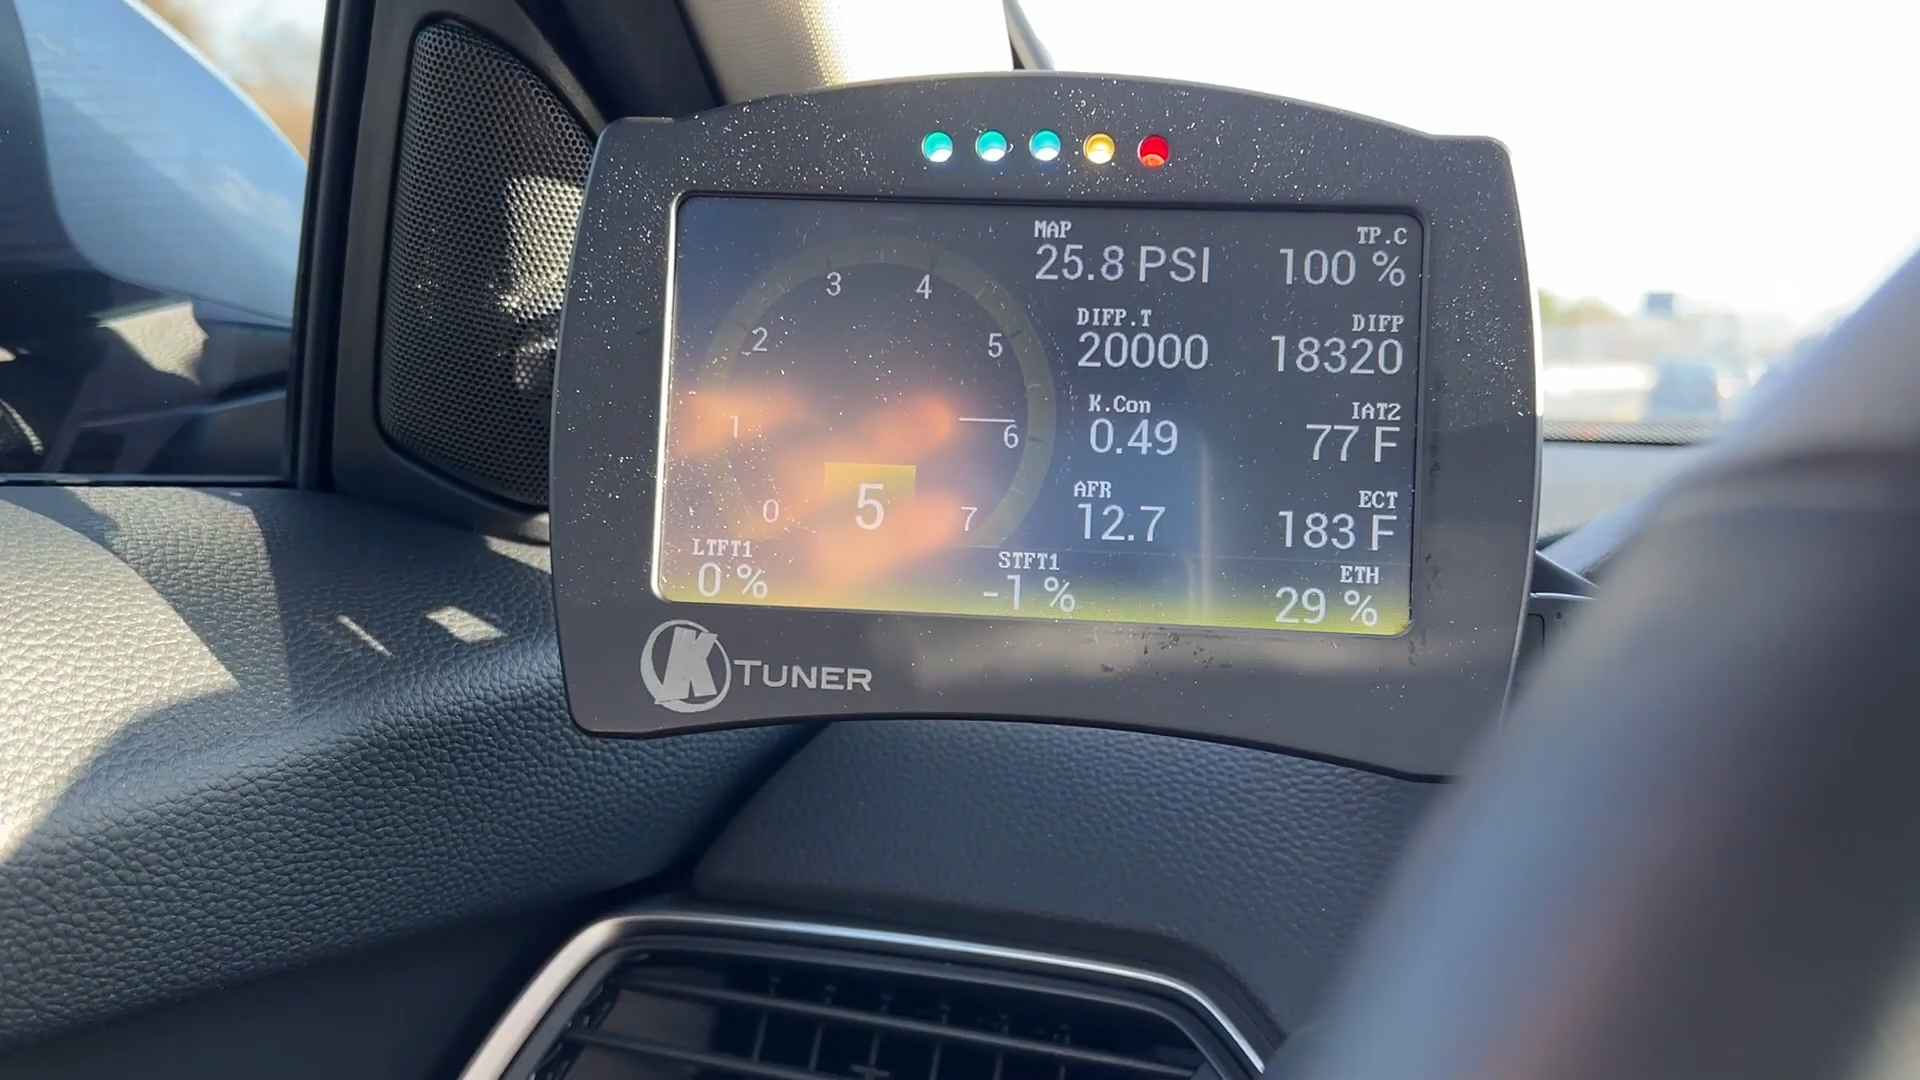 MAP
25.8 PSI
TP.C
100 %
DIFP.T
20000
DIFP
18320
K.Con
0.49
IAT2
77 F
AFR
12.7
ECT
183 F
0
1
2
3
4
5
6
7
5
LTFT1
0 %
STFT1
-1 %
ETH
29 %
K TUNER